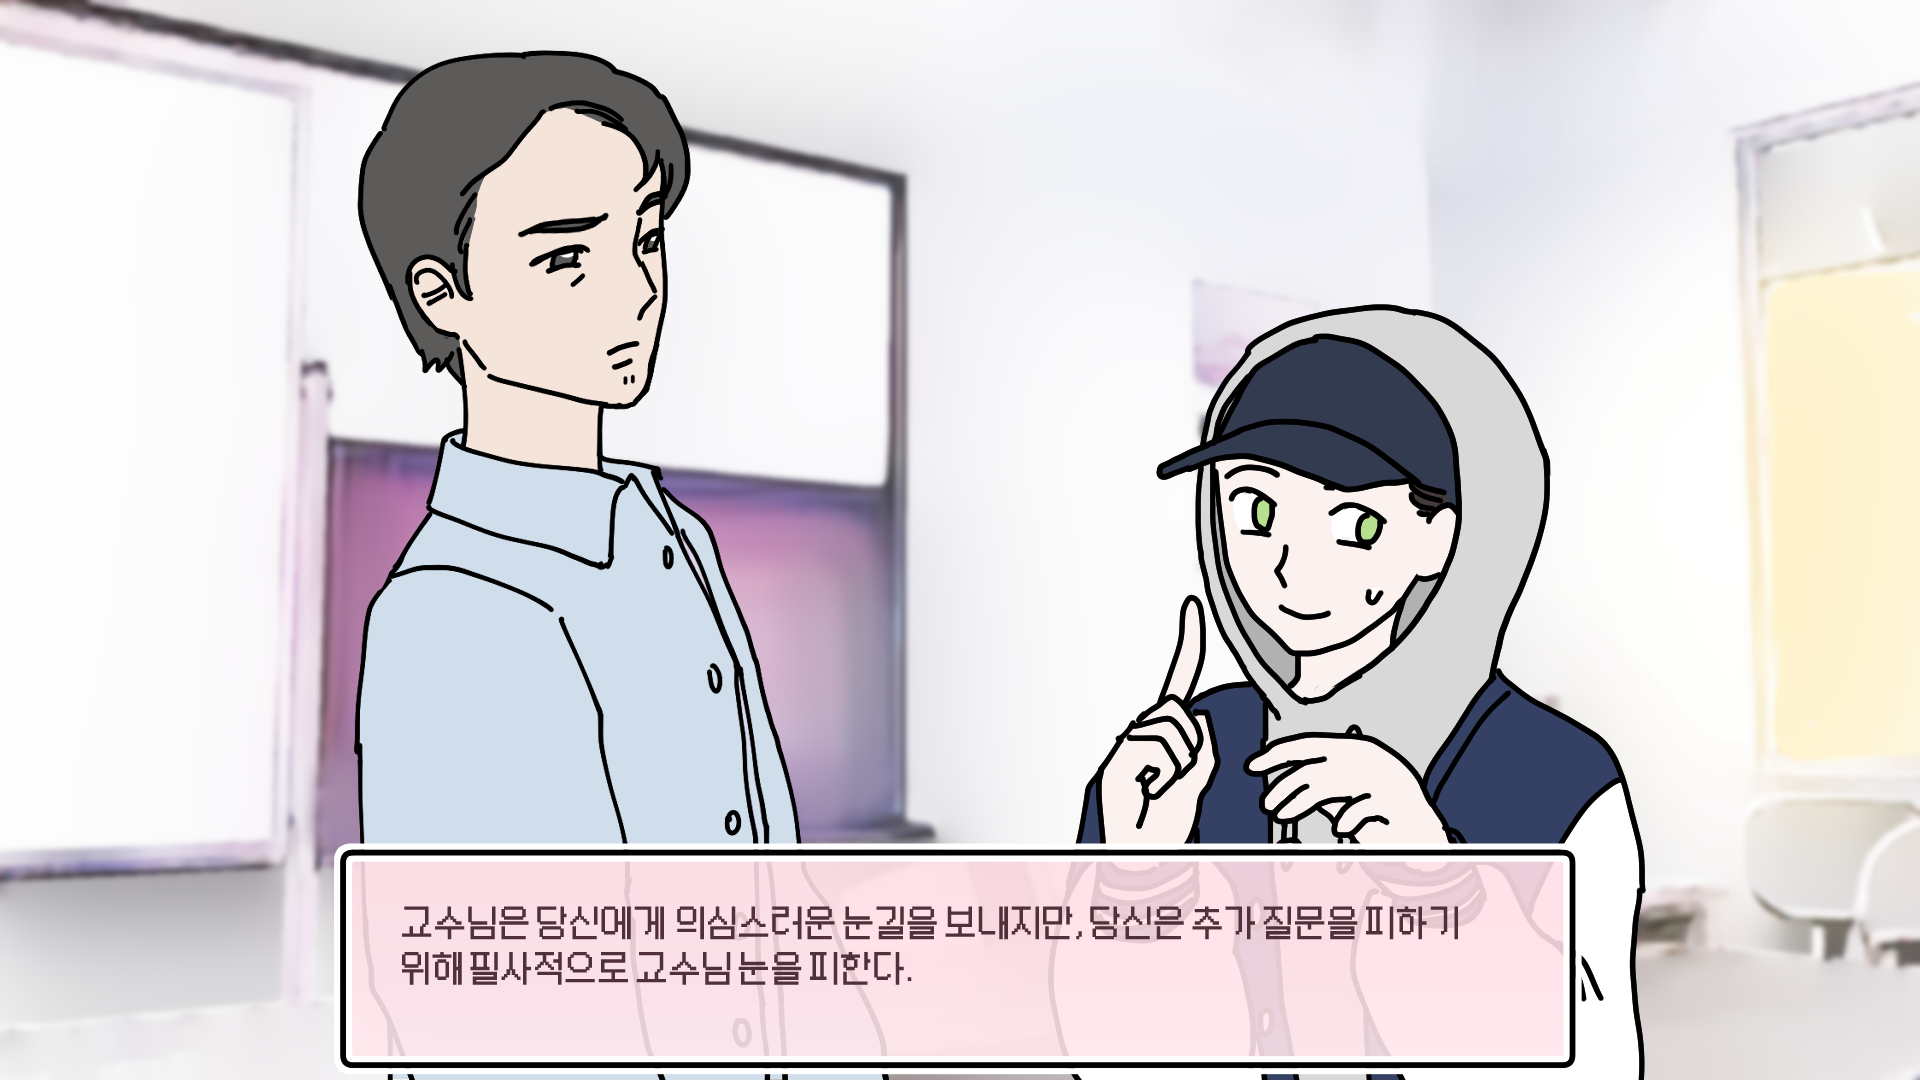 교수님은 당신에게 의심스러운 눈길을 보내지만, 당신은 추가 질문을 피하기
위해 필사적으로 교수님 눈을 피한다.